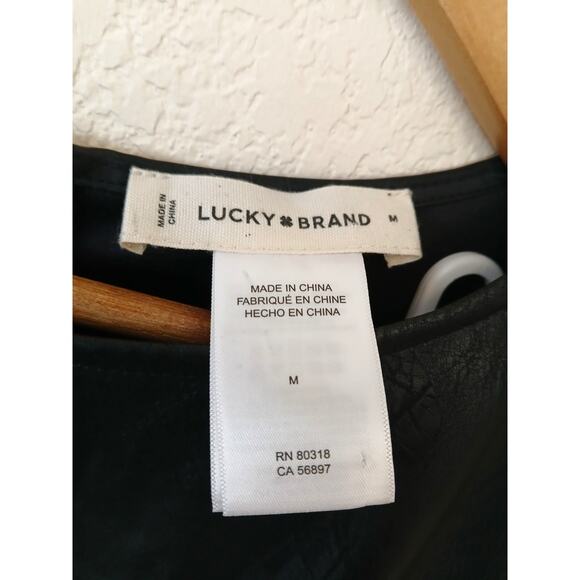 MADE IN
CHINA
LUCKY BRAND
M
MADE IN CHINA
FABRIQUÉ EN CHINE
HECHO EN CHINA
M
RN 80318
CA 56897